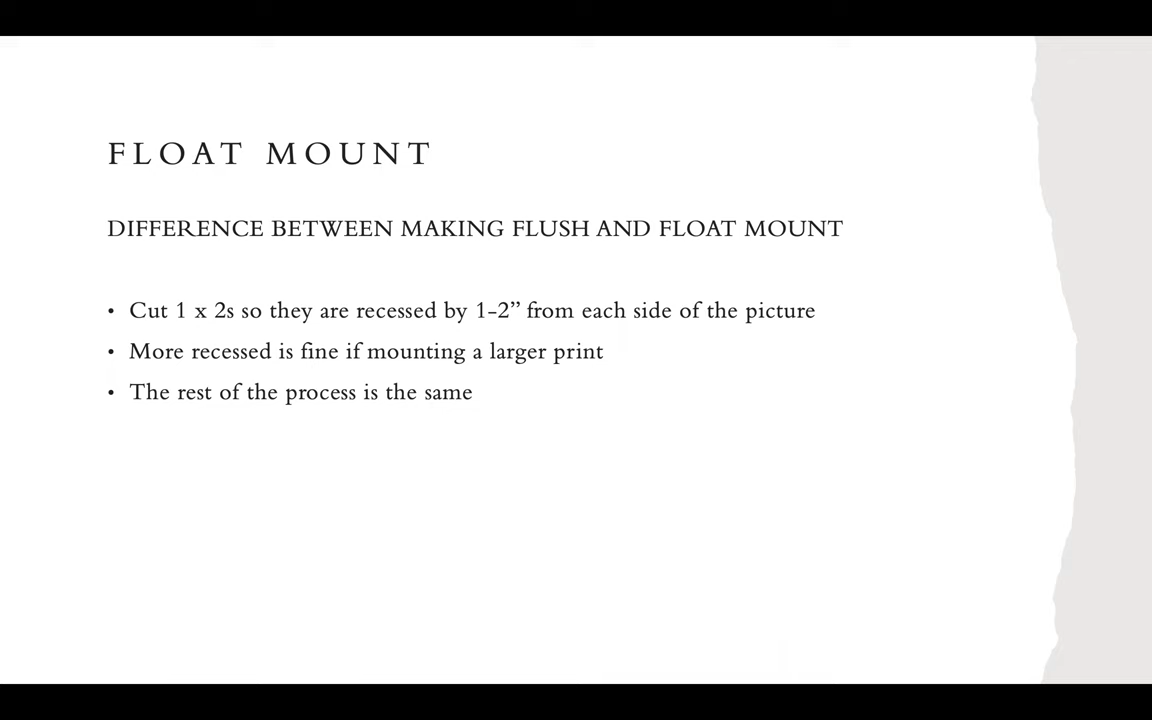 FLOAT MOUNT
DIFFERENCE BETWEEN MAKING FLUSH AND FLOAT MOUNT
• Cut 1 x 2s so they are recessed by 1-2” from each side of the picture
• More recessed is fine if mounting a larger print
• The rest of the process is the same